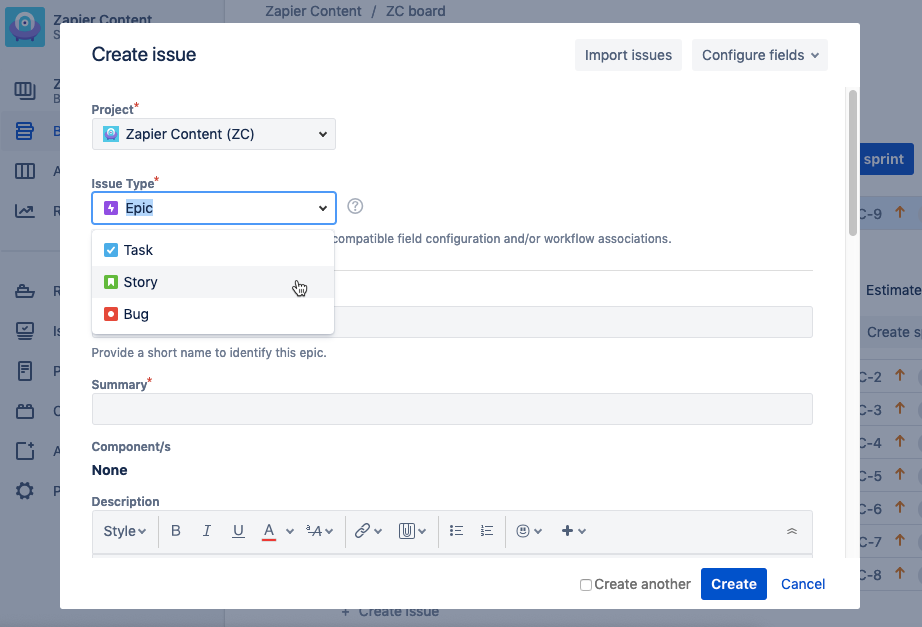 Zapier Content
Zapier Content / ZC board
Create issue
Import issues
Configure fields
Project*
Zapier Content (ZC)
sprint
Issue Type*
Epic
C-9
compatible field configuration and/or workflow associations.
Task
Story
Bug
Estimate
Create s
Provide a short name to identify this epic.
Summary*
C-2
C-3
C-4
Component/s
None
C-5
Description
C-6
Style
B I U A
C-7
C-8
Create another
Create
Cancel
+ Create issue